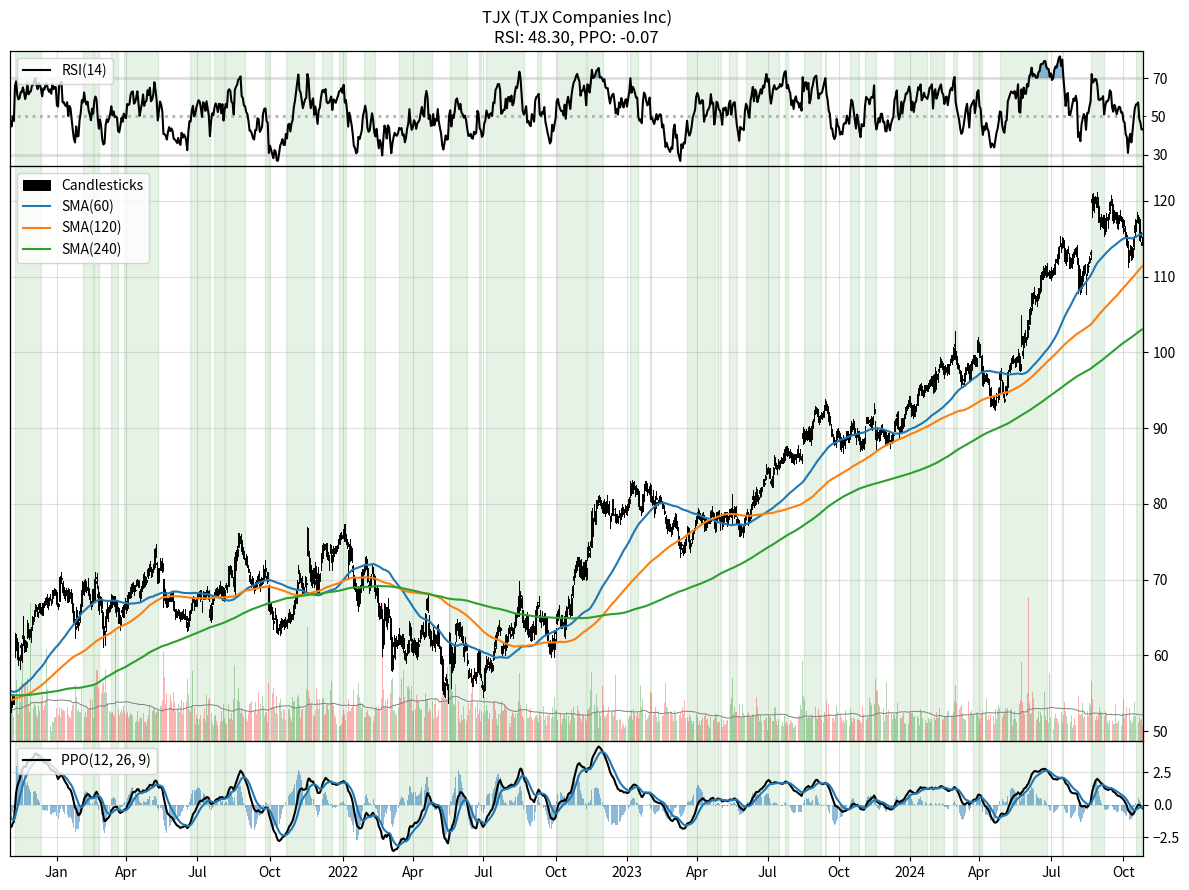 TJX (TJX Companies Inc)
RSI: 48.30, PPO: -0.07
RSI(14)
70
50
30
Candlesticks
SMA(60)
SMA(120)
SMA(240)
120
110
100
90
80
70
60
50
PPO(12, 26, 9)
2.5
0.0
−2.5
Jan Apr Jul Oct 2022 Apr Jul Oct 2023 Apr Jul Oct 2024 Apr Jul Oct